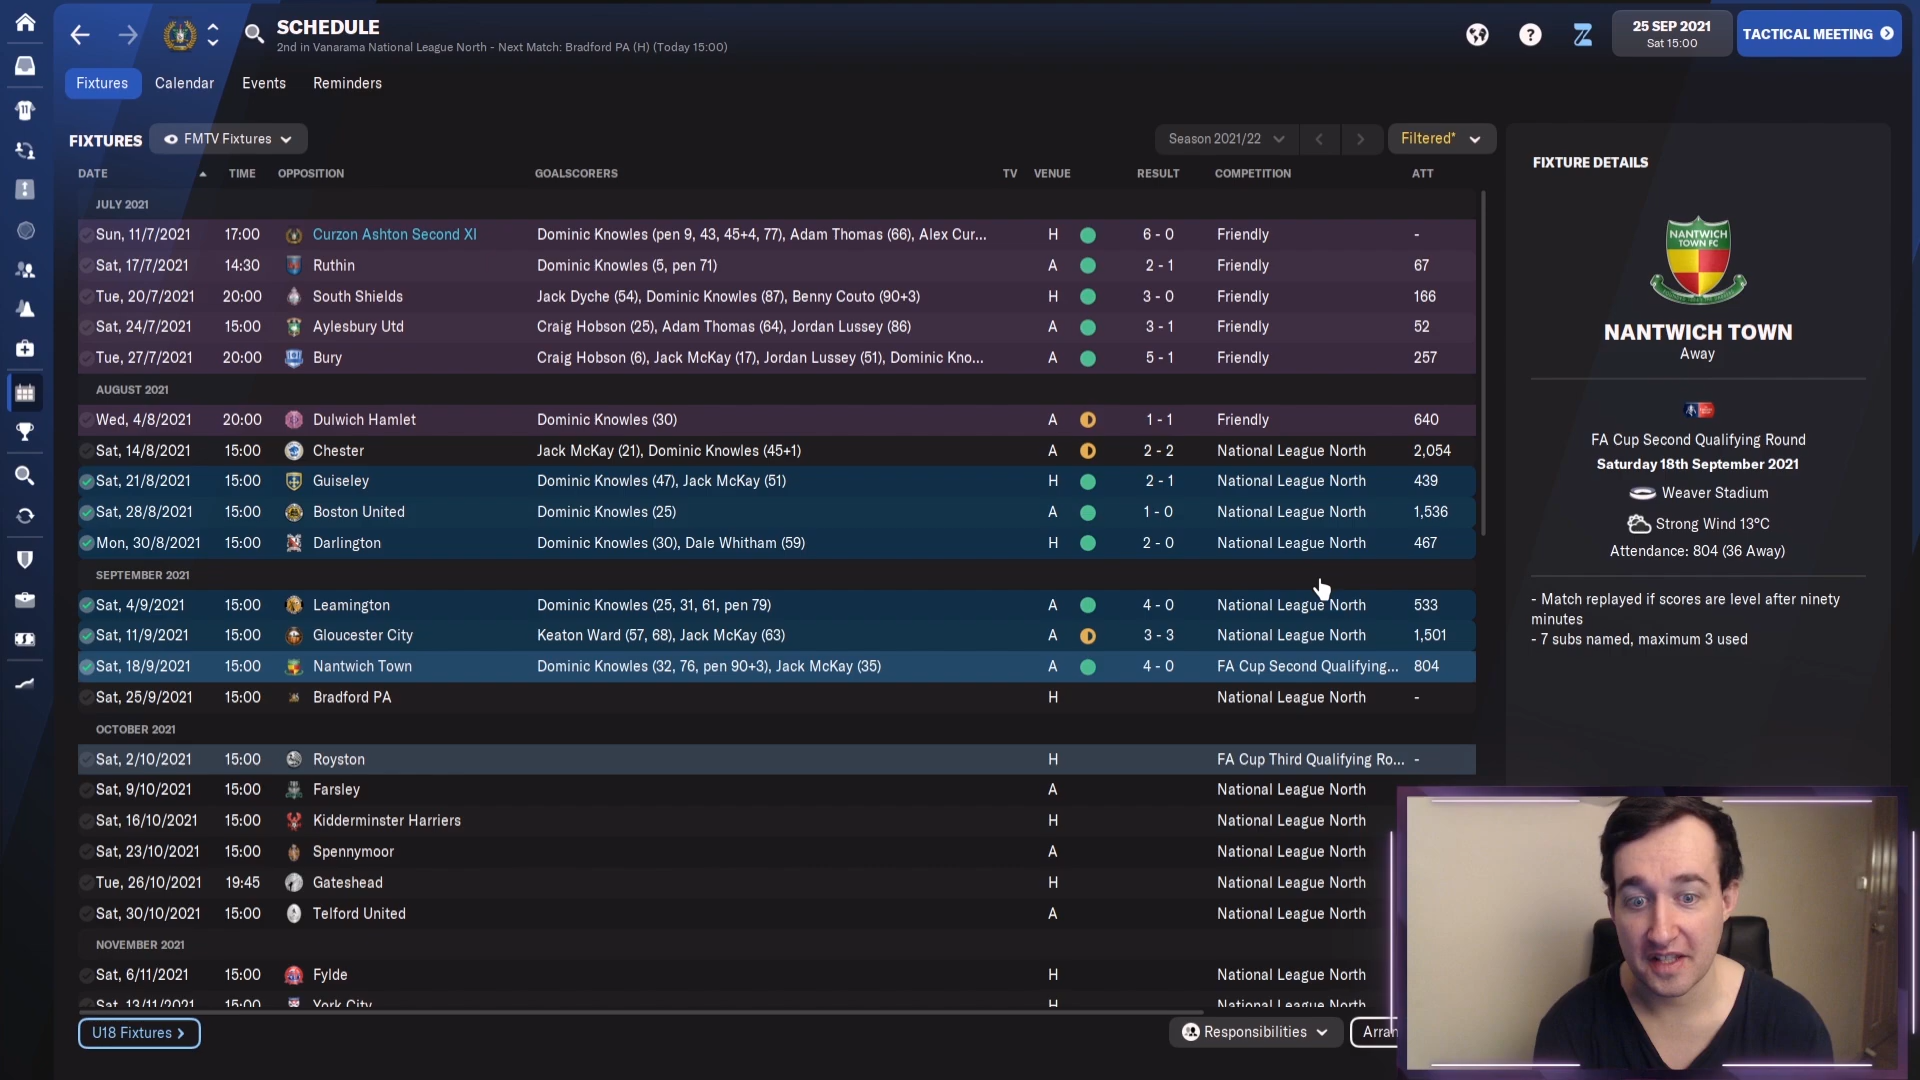 SCHEDULE
2nd in Vanarama National League North - Next Match: Bradford PA (H) (Today 15:00)
25 SEP 2021
Sat 15:00
TACTICAL MEETING
Fixtures Calendar Events Reminders
FIXTURES FMTV Fixtures Season 2021/22 Filtered*
DATE TIME OPPOSITION GOALSCORERS TV VENUE RESULT COMPETITION ATT
JULY 2021
Sun, 11/7/2021 17:00 Curzon Ashton Second XI Dominic Knowles (pen 9, 43, 45+4, 77), Adam Thomas (66), Alex Cur... H 6 - 0 Friendly -
Sat, 17/7/2021 14:30 Ruthin Dominic Knowles (5, pen 71) A 2 - 1 Friendly 67
Tue, 20/7/2021 20:00 South Shields Jack Dyche (54), Dominic Knowles (87), Benny Couto (90+3) H 3 - 0 Friendly 166
Sat, 24/7/2021 15:00 Aylesbury Utd Craig Hobson (25), Adam Thomas (64), Jordan Lussey (86) A 3 - 1 Friendly 52
Tue, 27/7/2021 20:00 Bury Craig Hobson (6), Jack McKay (17), Jordan Lussey (51), Dominic Kno... A 5 - 1 Friendly 257
AUGUST 2021
Wed, 4/8/2021 20:00 Dulwich Hamlet Dominic Knowles (30) A 1 - 1 Friendly 640
Sat, 14/8/2021 15:00 Chester Jack McKay (21), Dominic Knowles (45+1) A 2 - 2 National League North 2,054
Sat, 21/8/2021 15:00 Guiseley Dominic Knowles (47), Jack McKay (51) H 2 - 1 National League North 439
Sat, 28/8/2021 15:00 Boston United Dominic Knowles (25) A 1 - 0 National League North 1,536
Mon, 30/8/2021 15:00 Darlington Dominic Knowles (30), Dale Whitham (59) H 2 - 0 National League North 467
SEPTEMBER 2021
Sat, 4/9/2021 15:00 Leamington Dominic Knowles (25, 31, 61, pen 79) A 4 - 0 National League North 533
Sat, 11/9/2021 15:00 Gloucester City Keaton Ward (57, 68), Jack McKay (63) A 3 - 3 National League North 1,501
Sat, 18/9/2021 15:00 Nantwich Town Dominic Knowles (32, 76, pen 90+3), Jack McKay (35) A 4 - 0 FA Cup Second Qualifying... 804
Sat, 25/9/2021 15:00 Bradford PA H National League North -
OCTOBER 2021
Sat, 2/10/2021 15:00 Royston H FA Cup Third Qualifying Ro... -
Sat, 9/10/2021 15:00 Farsley A National League North
Sat, 16/10/2021 15:00 Kidderminster Harriers H National League North
Sat, 23/10/2021 15:00 Spennymoor A National League North
Tue, 26/10/2021 19:45 Gateshead H National League North
Sat, 30/10/2021 15:00 Telford United A National League North
NOVEMBER 2021
Sat, 6/11/2021 15:00 Fylde H National League North
Sat, 13/11/2021 15:00 York City H National League North
U18 Fixtures Responsibilities Arran
FIXTURE DETAILS
NANTWICH
TOWN FC
NANTWICH TOWN
Away
FA Cup Second Qualifying Round
Saturday 18th September 2021
Weaver Stadium
Strong Wind 13°C
Attendance: 804 (36 Away)
- Match replayed if scores are level after ninety
minutes
- 7 subs named, maximum 3 used